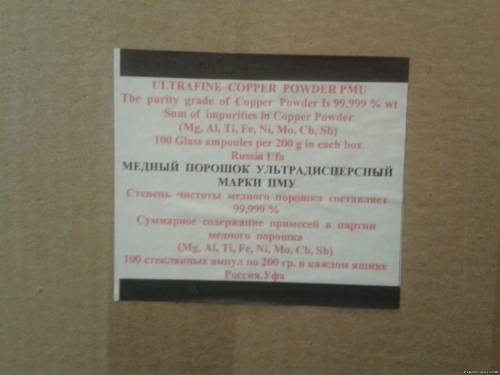 ULTRAFINE COPPER POWDER PMU
The purity grade of Copper Powder Is 99,999 % wt
Sum of impurities in Copper Powder
(Mg, Al, Ti, Fe, Ni, Mo, Cb, Sb)
100 Glass ampoules per 200 g in each box
Russia Ufa
МЕДНЫЙ ПОРОШОК УЛЬТРАДИСПЕРСНЫЙ
МАРКИ ПМУ
Степень чистоты медного порошка составляет
99,999 %
Суммарное содержание примесей в партии
медного порошка
(Mg, Al, Ti, Fe, Ni, Mo, Cb, Sb)
100 стеклянных ампул по 200 гр. в каждом ящике
Россия.Уфа